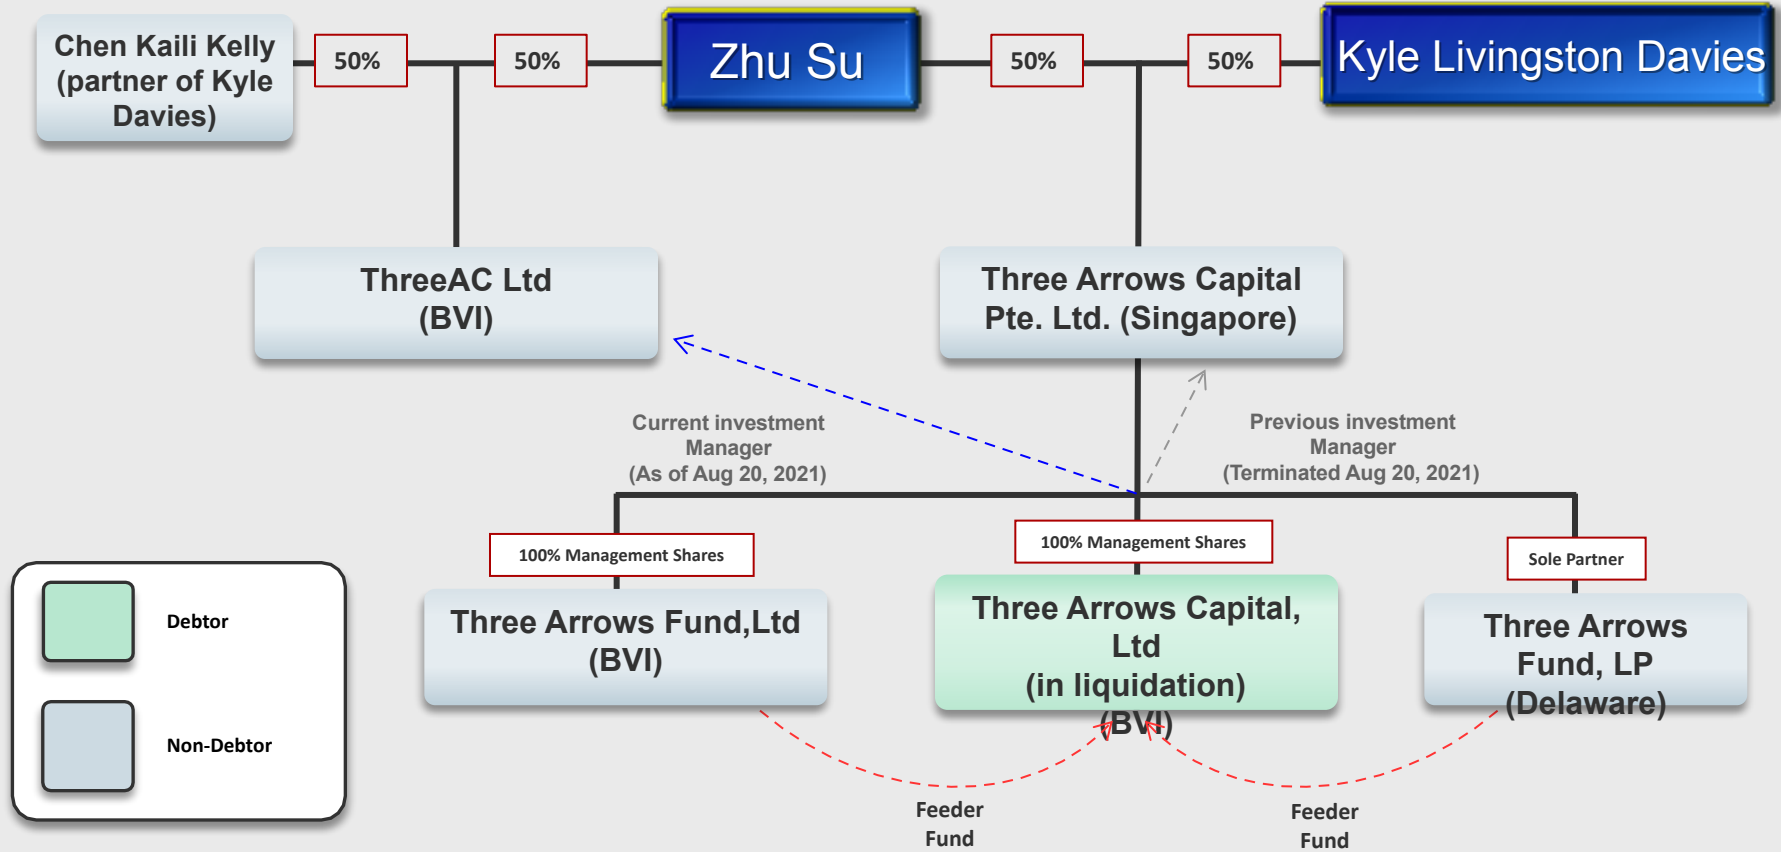 Chen Kaili Kelly
(partner of Kyle
Davies)
50%
50%
Zhu Su
50%
50%
Kyle Livingston Davies
ThreeAC Ltd
(BVI)
Three Arrows Capital
Pte. Ltd. (Singapore)
Current investment
Manager
(As of Aug 20, 2021)
Previous investment
Manager
(Terminated Aug 20, 2021)
100% Management Shares
100% Management Shares
Sole Partner
Three Arrows Fund,Ltd
(BVI)
Three Arrows Capital,
Ltd
(in liquidation)
(BVI)
Three Arrows
Fund, LP
(Delaware)
Debtor
Non-Debtor
Feeder
Fund
Feeder
Fund